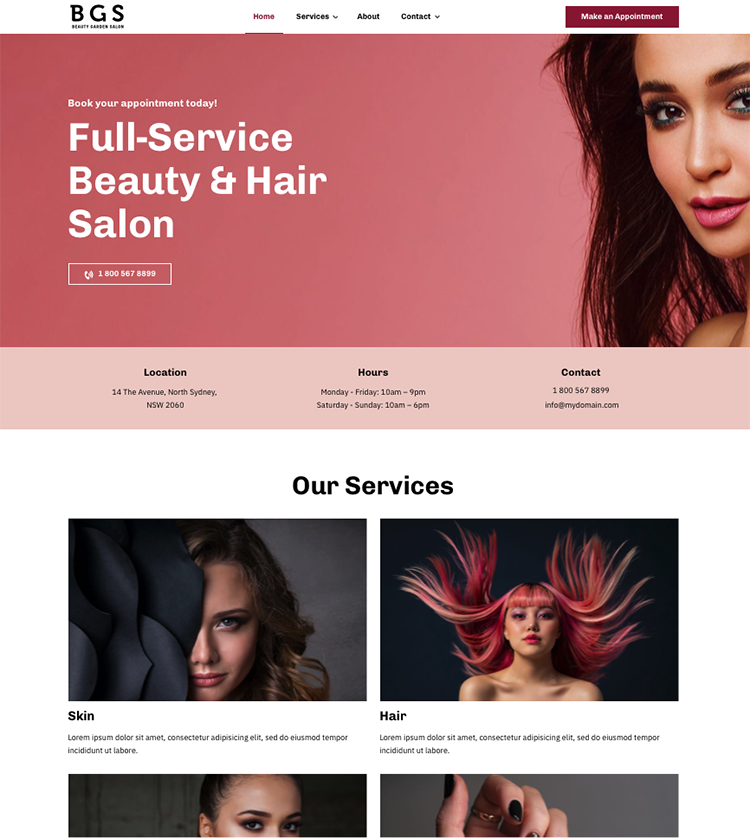 BGS
BEAUTY GARDEN SALON
Home Services About Contact Make an Appointment
Book your appointment today!
Full-Service
Beauty & Hair
Salon
1 800 567 8899
Location Hours Contact
14 The Avenue, North Sydney, Monday - Friday: 10am – 9pm 1 800 567 8899
NSW 2060 Saturday - Sunday: 10am – 6pm info@mydomain.com
Our Services
Skin Hair
Lorem ipsum dolor sit amet, consectetur adipisicing elit, sed do eiusmod tempor Lorem ipsum dolor sit amet, consectetur adipisicing elit, sed do eiusmod tempor
incididunt ut labore. incididunt ut labore.